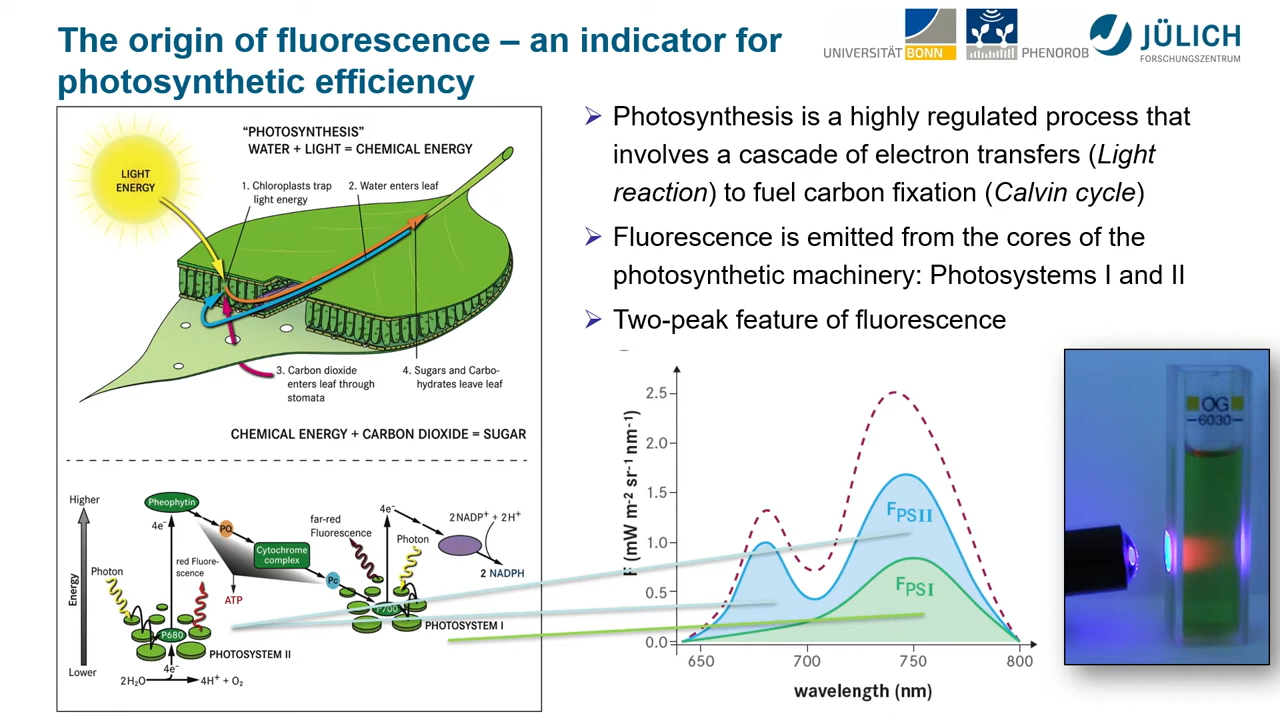 The origin of fluorescence – an indicator for
photosynthetic efficiency
UNIVERSITÄT BONN
PHENOROB
JÜLICH
FORSCHUNGSZENTRUM
"PHOTOSYNTHESIS"
WATER + LIGHT = CHEMICAL ENERGY
LIGHT
ENERGY
1. Chloroplasts trap
light energy
2. Water enters leaf
3. Carbon dioxide
enters leaf through
stomata
4. Sugars and Carbo-
hydrates leave leaf
CHEMICAL ENERGY + CARBON DIOXIDE = SUGAR
Higher
Energy
Lower
Photon
Pheophytin
4e⁻
PQ
Cytochrome
complex
red Fluore-
scence
ATP
Pc
P680
PHOTOSYSTEM II
4e⁻
2H₂O
4H⁺ + O₂
far-red
Fluorescence
4e⁻
Photon
2NADP⁺ + 2H⁺
2 NADPH
P700
PHOTOSYSTEM I
➢ Photosynthesis is a highly regulated process that
involves a cascade of electron transfers (Light
reaction) to fuel carbon fixation (Calvin cycle)
➢ Fluorescence is emitted from the cores of the
photosynthetic machinery: Photosystems I and II
➢ Two-peak feature of fluorescence
F (mW m⁻² sr⁻¹ nm⁻¹)
2.5
2.0
1.5
1.0
0.5
0.0
FPSII
FPSI
650
700
750
800
wavelength (nm)
OG
6030